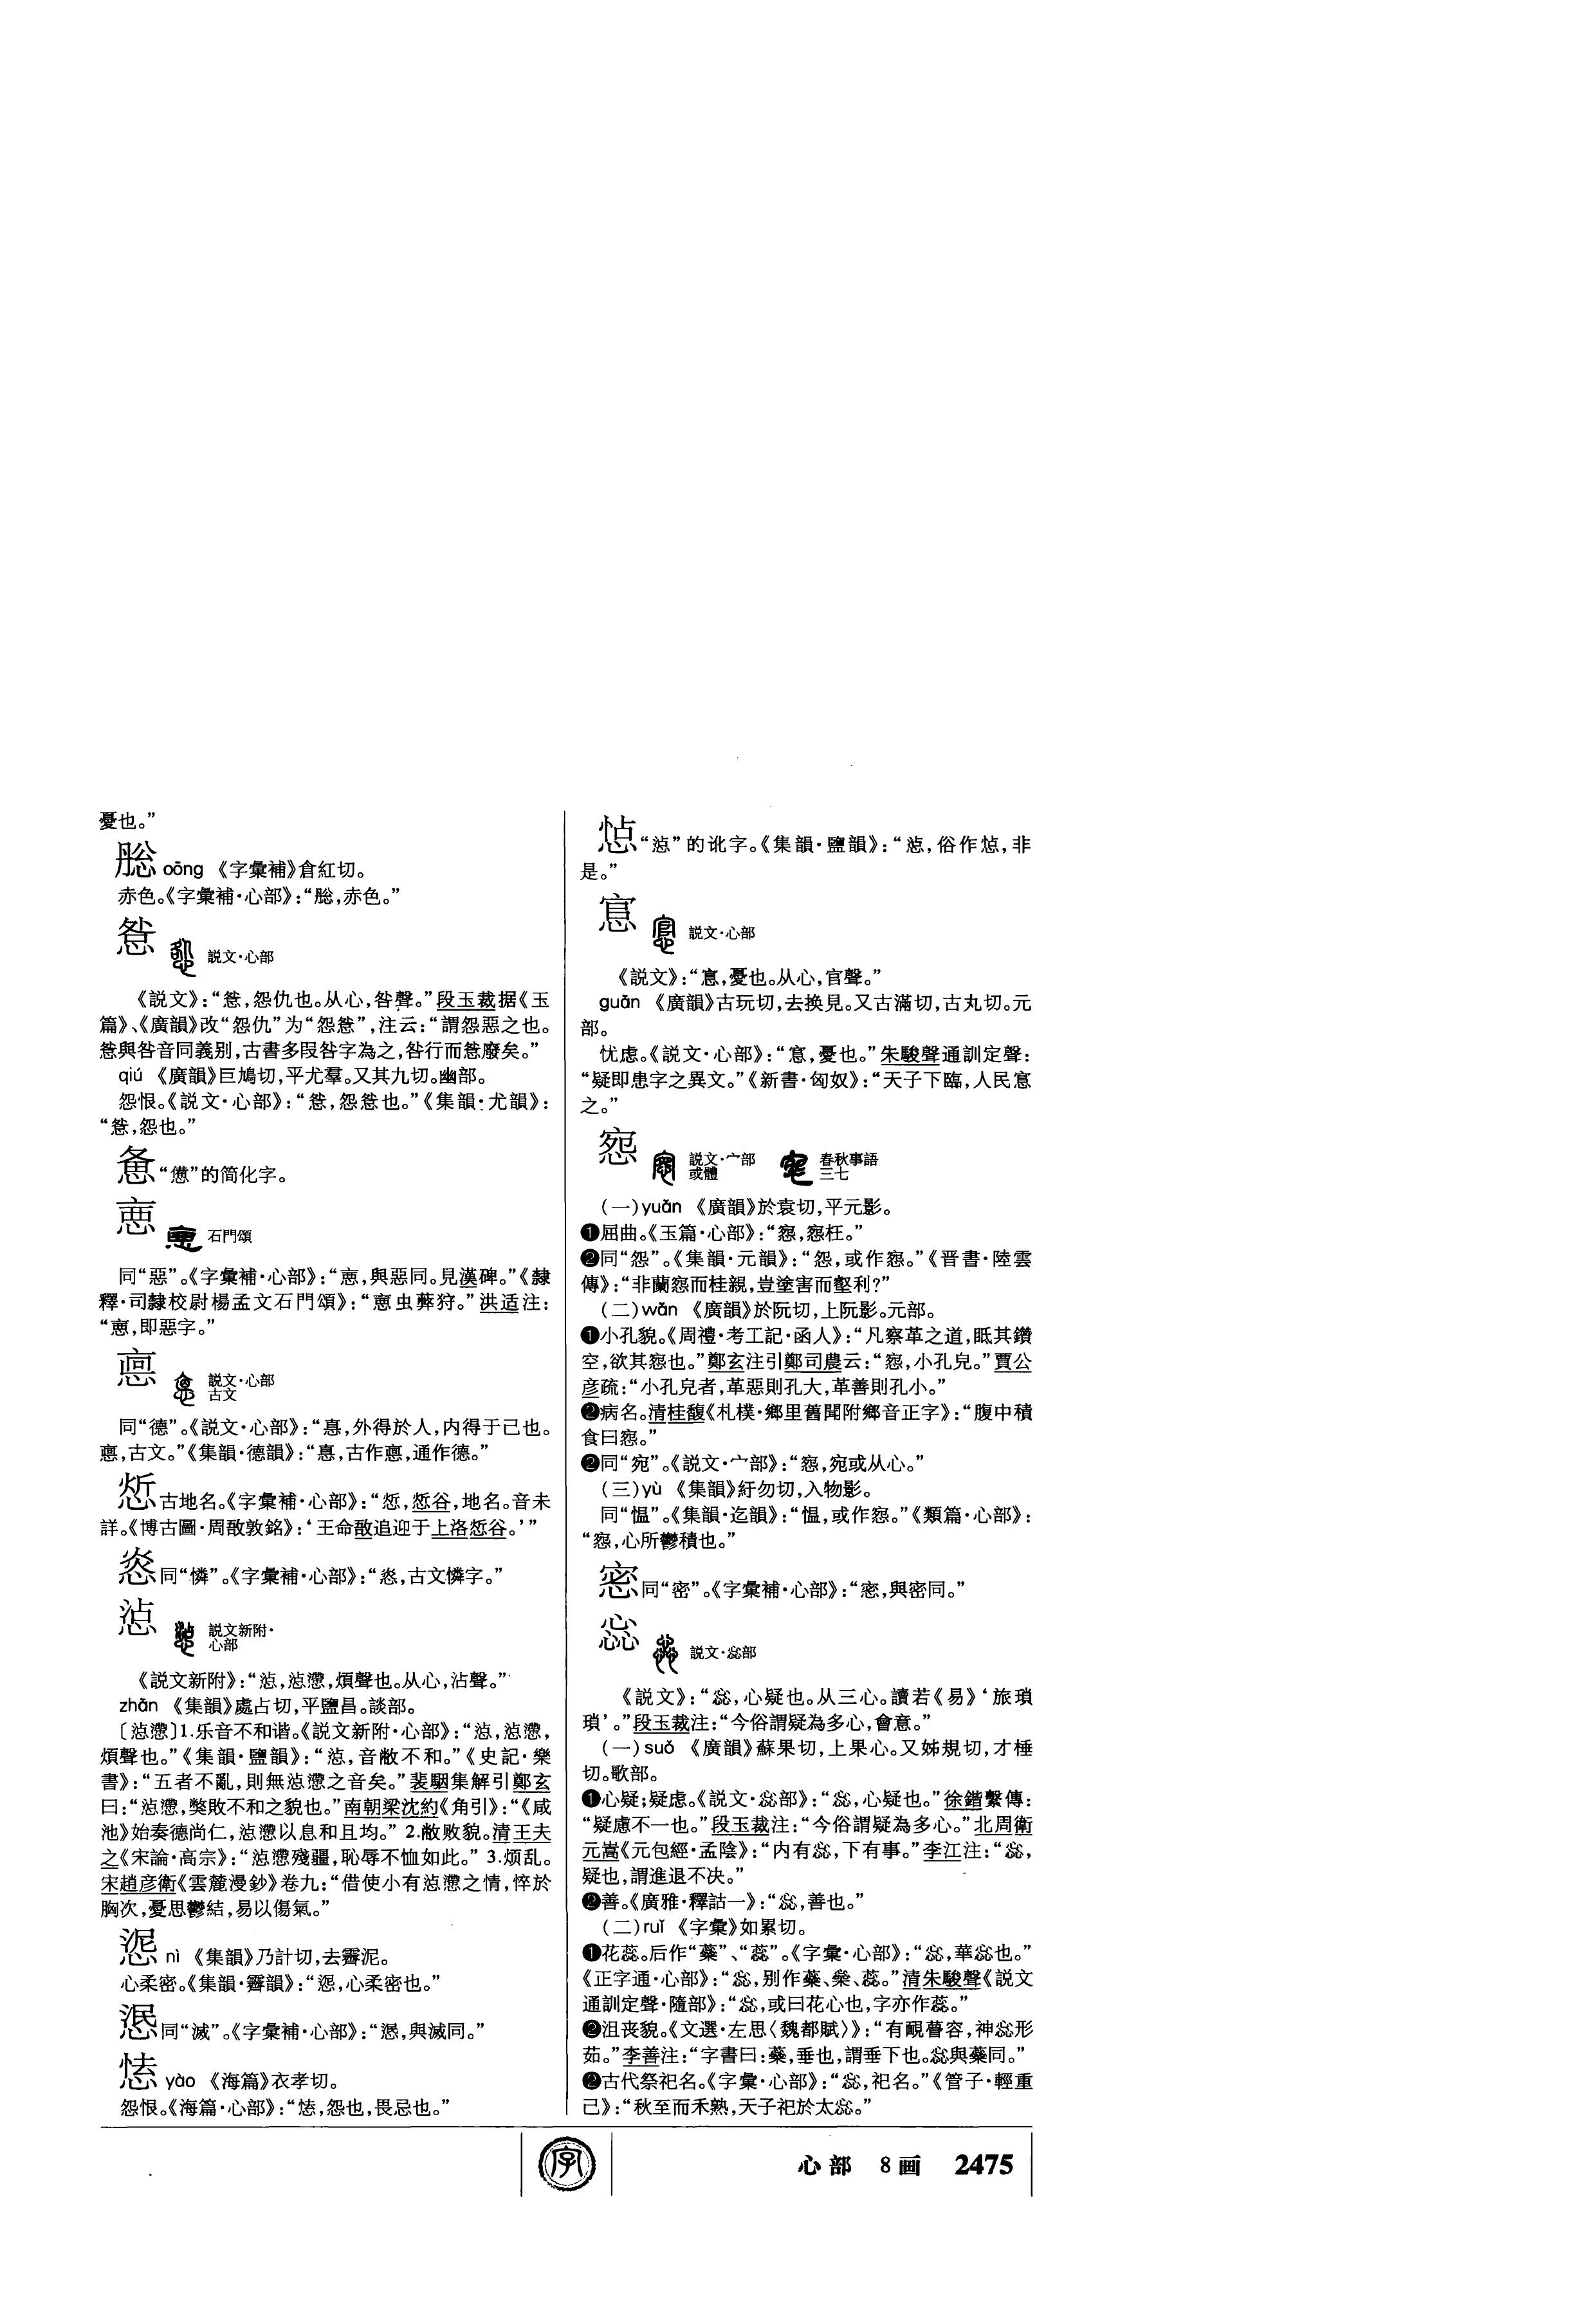 憂也。”
𢛕 oōng 《字彙補》倉紅切。
赤色。《字彙補·心部》：“𢛕，赤色。”
惩 説文·心部
《説文》：“𢛃，怨仇也。从心，咎聲。”段玉裁据《玉
篇》、《廣韻》改“怨仇”为“怨𢛃”，注云：“謂怨惡之也。
𢛃與咎音同義别，古書多叚咎字為之，咎行而𢛃廢矣。”
qiú 《廣韻》巨鳩切，平尤羣。又其九切。幽部。
怨恨。《説文·心部》：“𢛃，怨𢛃也。”《集韻·尤韻》：
“𢛃，怨也。”
惫“憊”的简化字。
石門頌
同“惡”。《字彙補·心部》：“，與惡同。見漢碑。”《隸
釋·司隸校尉楊孟文石門頌》：“虫蔽狩。”洪适注：
“，即惡字。”
説文·心部
古文
同“德”。《説文·心部》：“惪，外得於人，内得于己也。
，古文。”《集韻·德韻》：“惪，古作，通作德。”
惁古地名。《字彙補·心部》：“惁，惁谷，地名。音未
詳。《博古圖·周敔敦銘》：‘王命敔追迎于上洛惁谷。’”
同“憐”。《字彙補·心部》：“，古文憐字。”
惉 説文新附·
心部
《説文新附》：“惉，惉懘，煩聲也。从心，沾聲。”
zhān 《集韻》處占切，平鹽昌。談部。
〔惉懘〕1.乐音不和谐。《説文新附·心部》：“惉，惉懘，
煩聲也。”《集韻·鹽韻》：“惉，音敝不和。”《史記·樂
書》：“五者不亂，則無惉懘之音矣。”裴駰集解引鄭玄
曰：“惉懘，獘敗不和之貌也。”南朝梁沈約《角引》：“《咸
池》始奏德尚仁，惉懘以息和且均。” 2.敝败貌。清王夫
之《宋論·高宗》：“惉懘殘疆，恥辱不恤如此。” 3.烦乱。
宋趙彦衛《雲麓漫鈔》卷九：“借使小有惉懘之情，悴於
胸次，憂思鬱結，易以傷氣。”
nì 《集韻》乃計切，去霽泥。
心柔密。《集韻·霽韻》：“，心柔密也。”
同“滅”。《字彙補·心部》：“，與滅同。”
yào 《海篇》衣孝切。
怨恨。《海篇·心部》：“，怨也，畏忌也。”
“惉”的讹字。《集韻·鹽韻》：“惉，俗作，非
是。”
悹 説文·心部
《説文》：“悹，憂也。从心，官聲。”
guǎn 《廣韻》古玩切，去换見。又古滿切，古丸切。元
部。
忧虑。《説文·心部》：“悹，憂也。”朱駿聲通訓定聲：
“疑即患字之異文。”《新書·匈奴》：“天子下臨，人民悹
之。”
惌 説文·宀部
或體 春秋事語
三七
（一）yuān 《廣韻》於袁切，平元影。
❶屈曲。《玉篇·心部》：“惌，惌枉。”
❷同“怨”。《集韻·元韻》：“怨，或作惌。”《晋書·陸雲
傳》：“非蘭惌而桂親，豈塗害而壑利？”
（二）wǎn 《廣韻》於阮切，上阮影。元部。
❶小孔貌。《周禮·考工記·函人》：“凡察革之道，眡其鑽
空，欲其惌也。”鄭玄注引鄭司農云：“惌，小孔皃。”賈公
彦疏：“小孔皃者，革惡則孔大，革善則孔小。”
❷病名。清桂馥《札樸·鄉里舊聞附鄉音正字》：“腹中積
食曰惌。”
❷同“宛”。《説文·宀部》：“惌，宛或从心。”
（三）yù 《集韻》紆勿切，入物影。
同“愠”。《集韻·迄韻》：“愠，或作惌。”《類篇·心部》：
“惌，心所鬱積也。”
同“密”。《字彙補·心部》：“，與密同。”
惢 説文·惢部
《説文》：“惢，心疑也。从三心。讀若《易》‘旅瑣
瑣’。”段玉裁注：“今俗謂疑為多心，會意。”
（一）suǒ 《廣韻》蘇果切，上果心。又姊規切，才棰
切。歌部。
❶心疑；疑虑。《説文·惢部》：“惢，心疑也。”徐鍇繫傳：
“疑慮不一也。”段玉裁注：“今俗謂疑為多心。”北周衛
元嵩《元包經·孟陰》：“内有惢，下有事。”李江注：“惢，
疑也，謂進退不决。”
❷善。《廣雅·釋詁一》：“惢，善也。”
（二）ruǐ 《字彙》如累切。
❶花蕊。后作“蘂”、“蕊”。《字彙·心部》：“惢，華惢也。”
《正字通·心部》：“惢，别作蘂、橤、蕊。”清朱駿聲《説文
通訓定聲·隨部》：“惢，或曰花心也，字亦作蕊。”
❷沮丧貌。《文選·左思〈魏都賦〉》：“有靦瞢容，神惢形
茹。”李善注：“字書曰：蘂，垂也，謂垂下也。惢與蘂同。”
❷古代祭祀名。《字彙·心部》：“惢，祀名。”《管子·輕重
己》：“秋至而禾熟，天子祀於太惢。”
字
心部 8画 2475